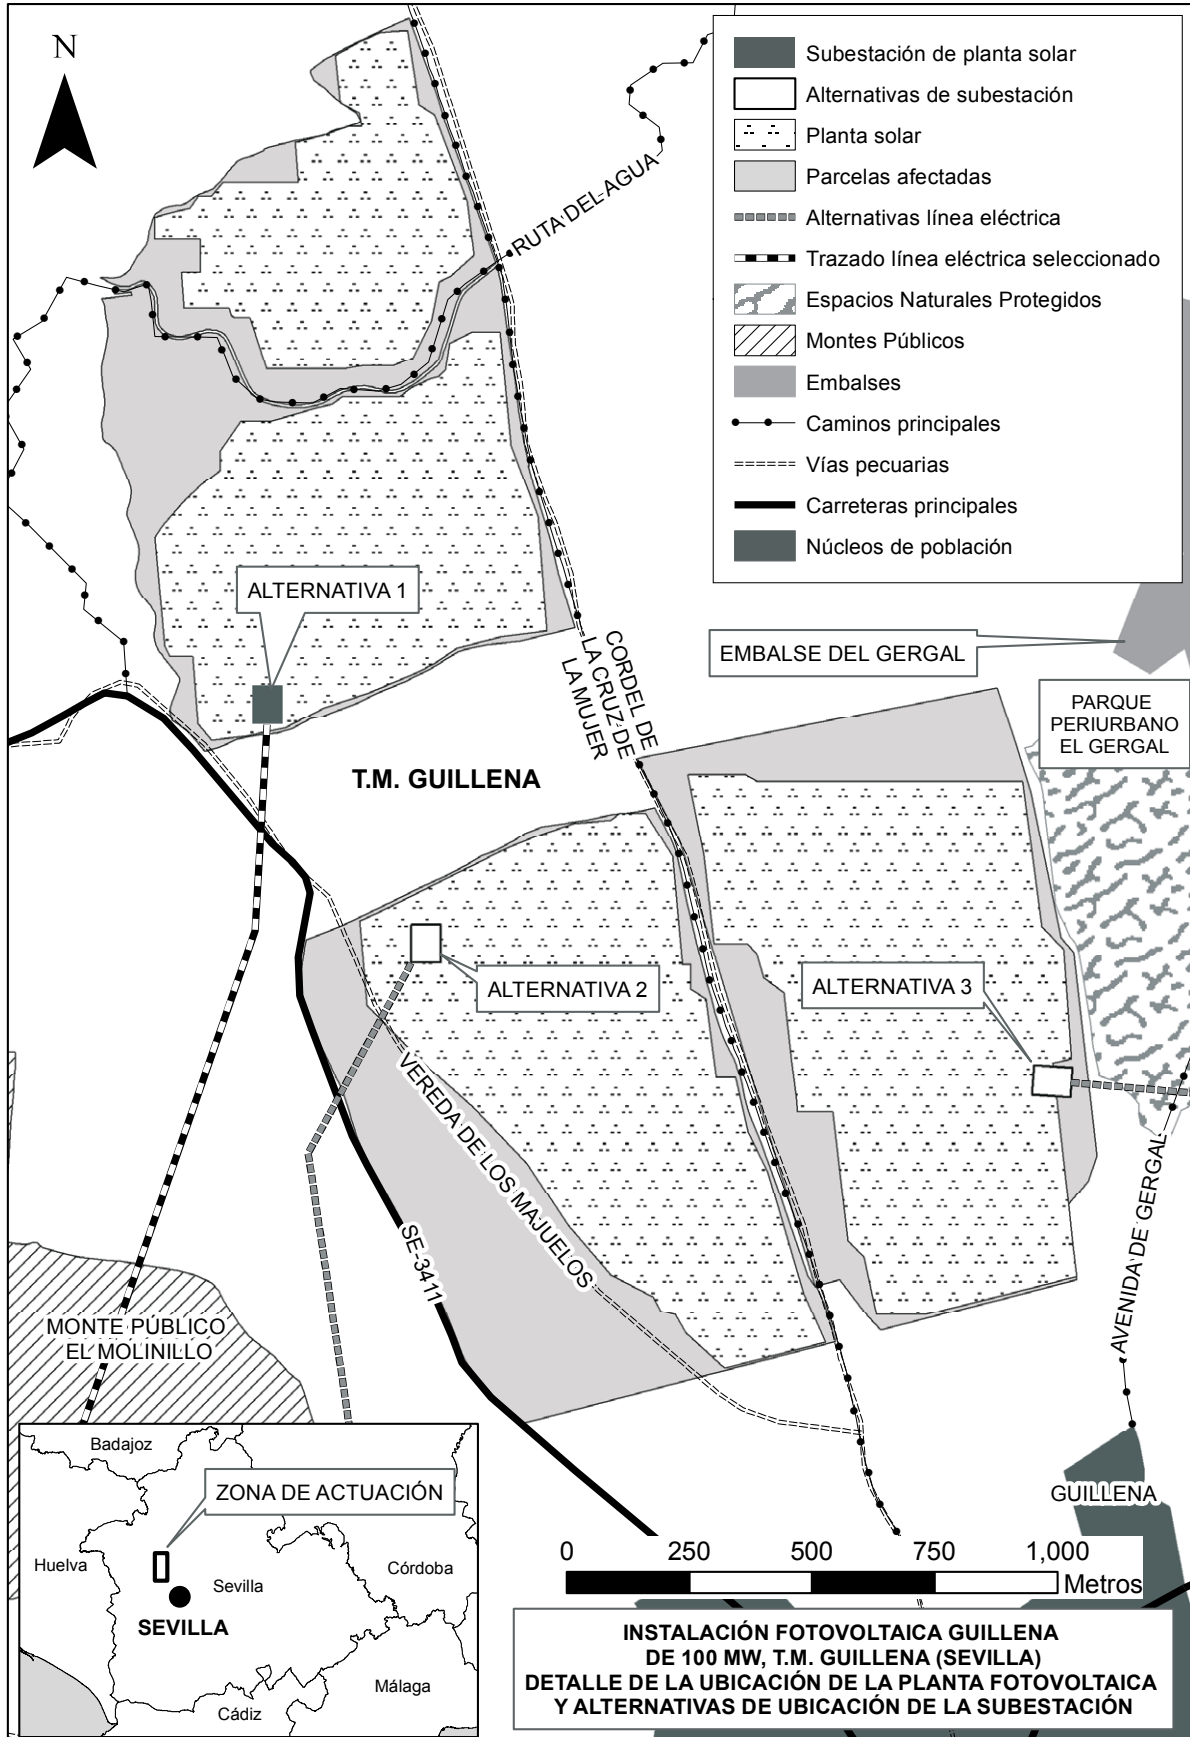 N
Subestación de planta solar
Alternativas de subestación
Planta solar
Parcelas afectadas
Alternativas línea eléctrica
Trazado línea eléctrica seleccionado
Espacios Naturales Protegidos
Montes Públicos
Embalses
Caminos principales
Vías pecuarias
Carreteras principales
Núcleos de población
RUTA DEL AGUA
ALTERNATIVA 1
CORDEL DE
LA CRUZ DE
LA MUJER
EMBALSE DEL GERGAL
PARQUE
PERIURBANO
EL GERGAL
T.M. GUILLENA
ALTERNATIVA 2
ALTERNATIVA 3
VEREDA DE LOS MAJUELOS
SE-3411
AVENIDA DE GERGAL
MONTE PÚBLICO
EL MOLINILLO
GUILLENA
Badajoz
ZONA DE ACTUACIÓN
Huelva
Sevilla
Córdoba
SEVILLA
Málaga
Cádiz
0 250 500 750 1,000
Metros
INSTALACIÓN FOTOVOLTAICA GUILLENA
DE 100 MW, T.M. GUILLENA (SEVILLA)
DETALLE DE LA UBICACIÓN DE LA PLANTA FOTOVOLTAICA
Y ALTERNATIVAS DE UBICACIÓN DE LA SUBESTACIÓN